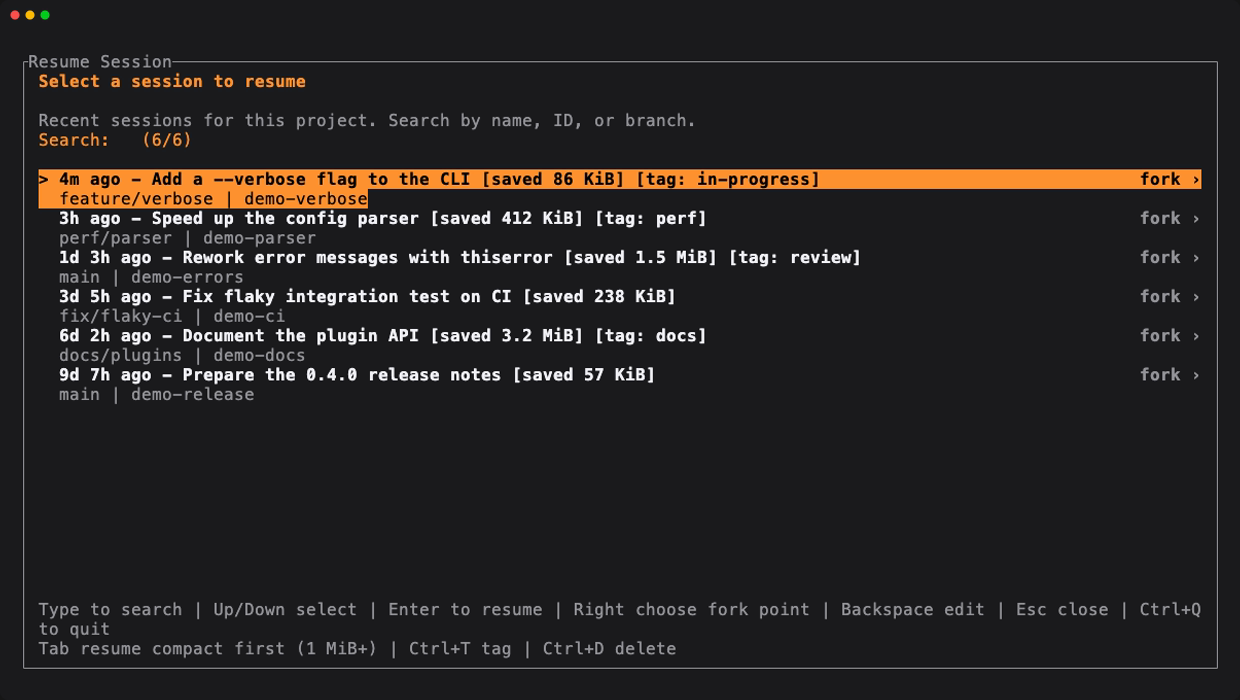 Resume Session
Select a session to resume
Recent sessions for this project. Search by name, ID, or branch.
Search:   (6/6)
> 4m ago – Add a --verbose flag to the CLI [saved 86 KiB] [tag: in-progress] fork ›
feature/verbose | demo-verbose
3h ago – Speed up the config parser [saved 412 KiB] [tag: perf] fork ›
perf/parser | demo-parser
1d 3h ago – Rework error messages with thiserror [saved 1.5 MiB] [tag: review] fork ›
main | demo-errors
3d 5h ago – Fix flaky integration test on CI [saved 238 KiB] fork ›
fix/flaky-ci | demo-ci
6d 2h ago – Document the plugin API [saved 3.2 MiB] [tag: docs] fork ›
docs/plugins | demo-docs
9d 7h ago – Prepare the 0.4.0 release notes [saved 57 KiB] fork ›
main | demo-release
Type to search | Up/Down select | Enter to resume | Right choose fork point | Backspace edit | Esc close | Ctrl+Q
to quit
Tab resume compact first (1 MiB+) | Ctrl+T tag | Ctrl+D delete